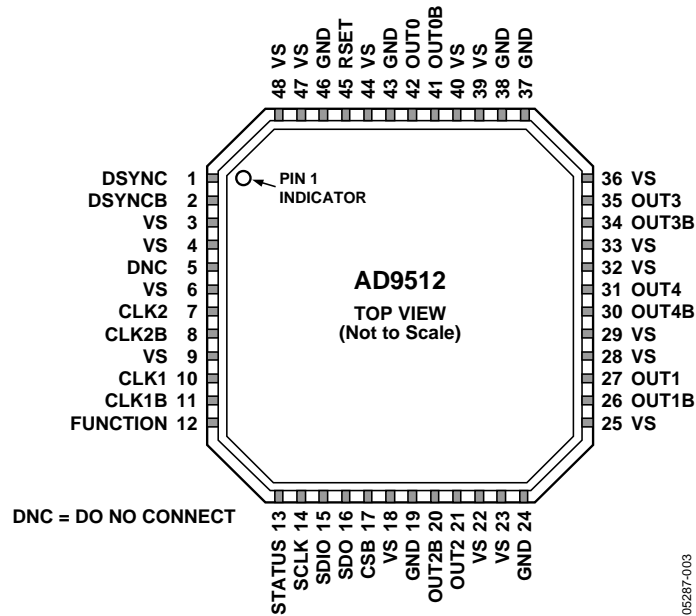 48 VS
47 VS
46 GND
45 RSET
44 VS
43 GND
42 OUT0
41 OUT0B
40 VS
39 VS
38 GND
37 GND
DSYNC 1
DSYNCB 2
VS 3
VS 4
DNC 5
VS 6
CLK2 7
CLK2B 8
VS 9
CLK1 10
CLK1B 11
FUNCTION 12
PIN 1
INDICATOR
AD9512
TOP VIEW
(Not to Scale)
36 VS
35 OUT3
34 OUT3B
33 VS
32 VS
31 OUT4
30 OUT4B
29 VS
28 VS
27 OUT1
26 OUT1B
25 VS
DNC = DO NO CONNECT
STATUS 13
SCLK 14
SDIO 15
SDO 16
CSB 17
VS 18
GND 19
OUT2B 20
OUT2 21
VS 22
VS 23
GND 24
05287-003